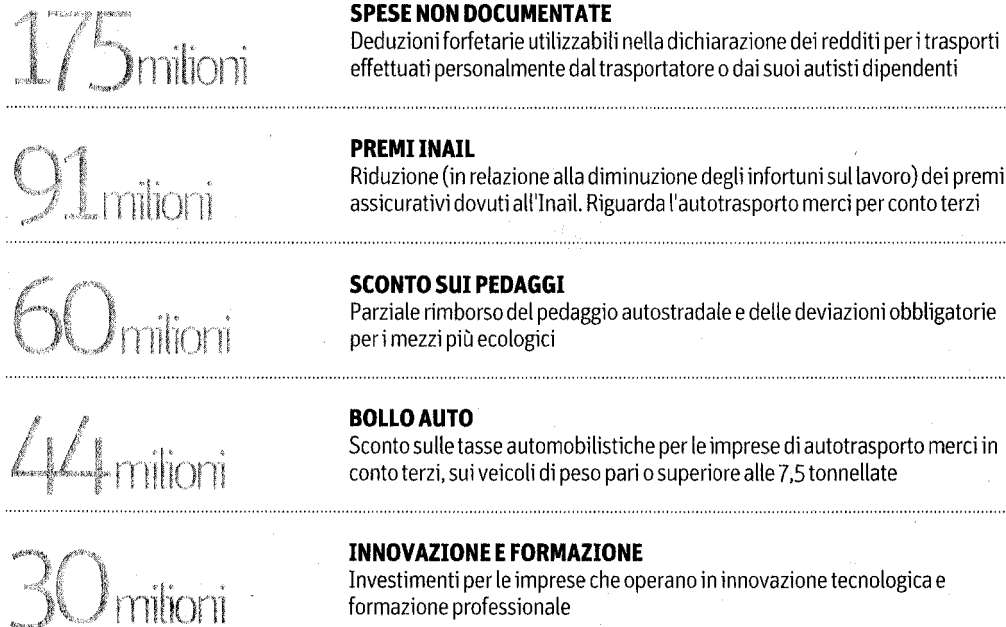 175 milioni
SPESE NON DOCUMENTATE
Deduzioni forfetarie utilizzabili nella dichiarazione dei redditi per i trasporti
effettuati personalmente dal trasportatore o dai suoi autisti dipendenti
91 milioni
PREMI INAIL
Riduzione (in relazione alla diminuzione degli infortuni sul lavoro) dei premi
assicurativi dovuti all'Inail. Riguarda l'autotrasporto merci per conto terzi
60 milioni
SCONTO SUI PEDAGGI
Parziale rimborso del pedaggio autostradale e delle deviazioni obbligatorie
per i mezzi più ecologici
44 milioni
BOLLO AUTO
Sconto sulle tasse automobilistiche per le imprese di autotrasporto merci in
conto terzi, sui veicoli di peso pari o superiore alle 7,5 tonnellate
30 milioni
INNOVAZIONE E FORMAZIONE
Investimenti per le imprese che operano in innovazione tecnologica e
formazione professionale